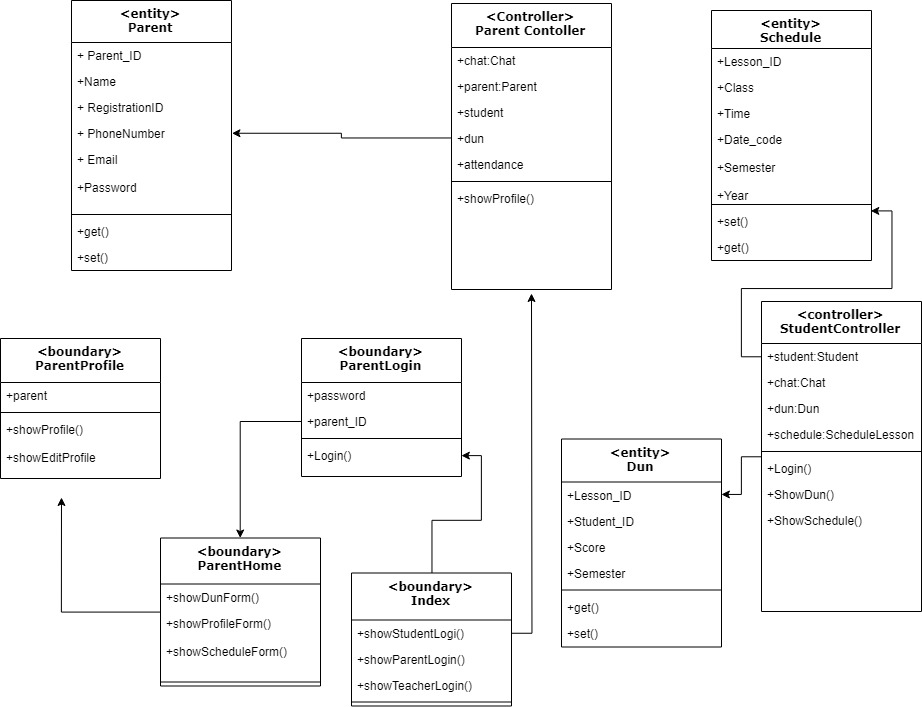 <entity>
Parent
+ Parent_ID
+Name
+ RegistrationID
+ PhoneNumber
+ Email
+Password
+get()
+set()
<Controller>
Parent Contoller
+chat:Chat
+parent:Parent
+student
+dun
+attendance
+showProfile()
<entity>
Schedule
+Lesson_ID
+Class
+Time
+Date_code
+Semester
+Year
+set()
+get()
<boundary>
ParentProfile
+parent
+showProfile()
+showEditProfile
<boundary>
ParentLogin
+password
+parent_ID
+Login()
<controller>
StudentController
+student:Student
+chat:Chat
+dun:Dun
+schedule:ScheduleLesson
+Login()
+ShowDun()
+ShowSchedule()
<entity>
Dun
+Lesson_ID
+Student_ID
+Score
+Semester
+get()
+set()
<boundary>
ParentHome
+showDunForm()
+showProfileForm()
+showScheduleForm()
<boundary>
Index
+showStudentLogi()
+showParentLogin()
+showTeacherLogin()